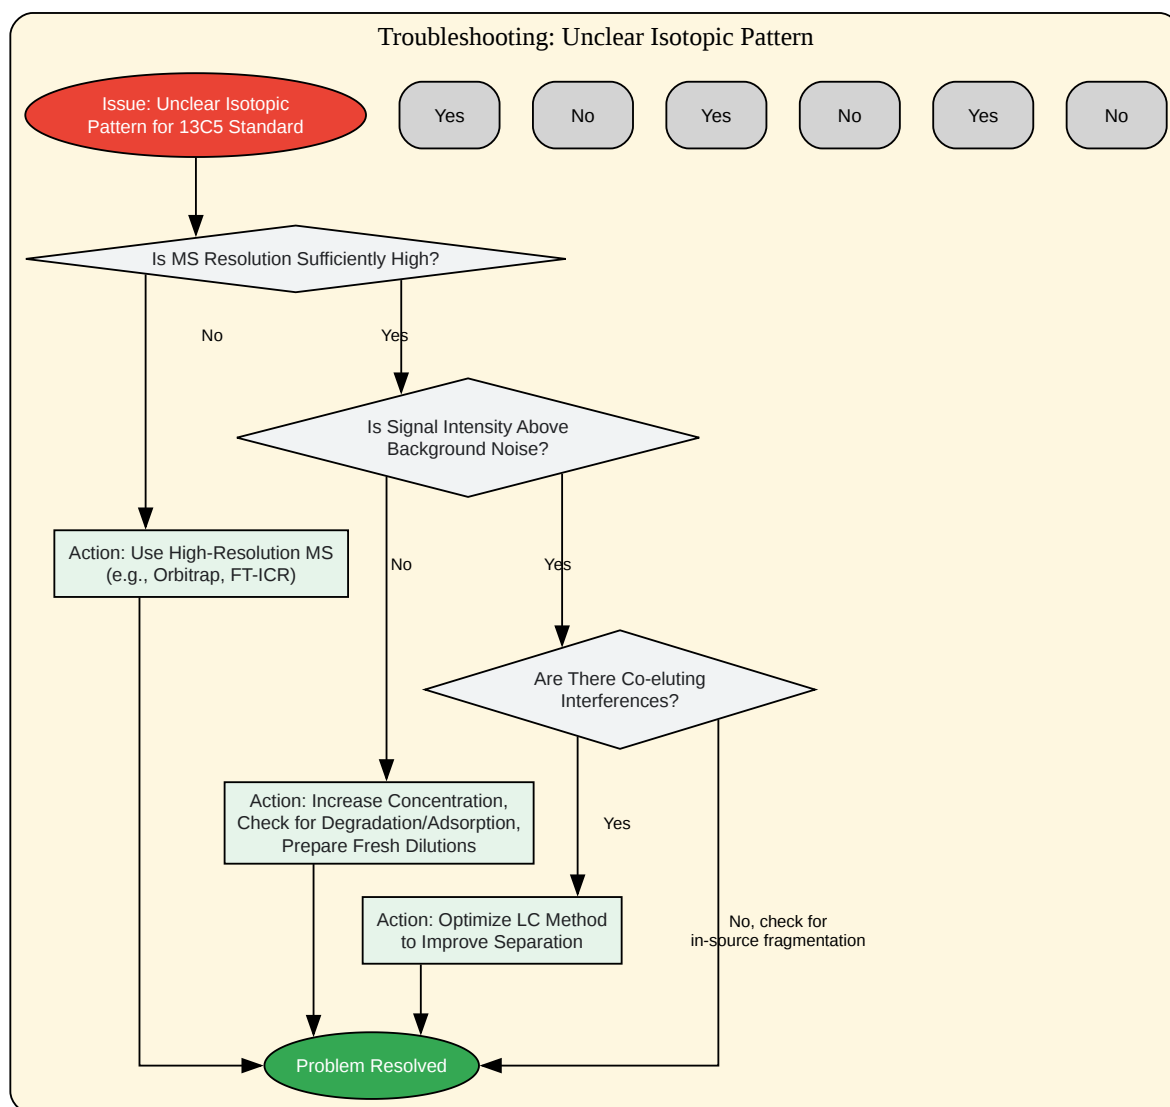 Troubleshooting: Unclear Isotopic Pattern
Issue: Unclear Isotopic
Pattern for 13C5 Standard
Yes
No
Yes
No
Yes
No
Is MS Resolution Sufficiently High?
No
Yes
Is Signal Intensity Above
Background Noise?
Action: Use High-Resolution MS
(e.g., Orbitrap, FT-ICR)
No
Yes
Are There Co-eluting
Interferences?
Action: Increase Concentration,
Check for Degradation/Adsorption,
Prepare Fresh Dilutions
Yes
Action: Optimize LC Method
to Improve Separation
No, check for
in-source fragmentation
Problem Resolved